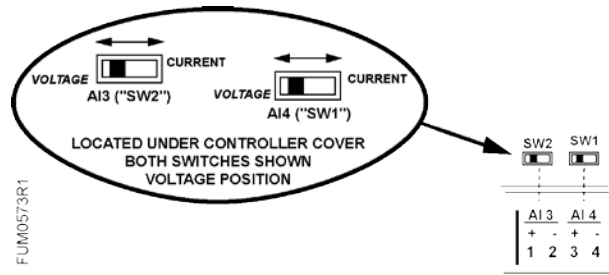 VOLTAGE CURRENT
AI3 ("SW2")
VOLTAGE CURRENT
AI4 ("SW1")
LOCATED UNDER CONTROLLER COVER
BOTH SWITCHES SHOWN
VOLTAGE POSITION
FUM0573R1
SW2 SW1
AI 3 AI 4
+ - + -
1 2 3 4